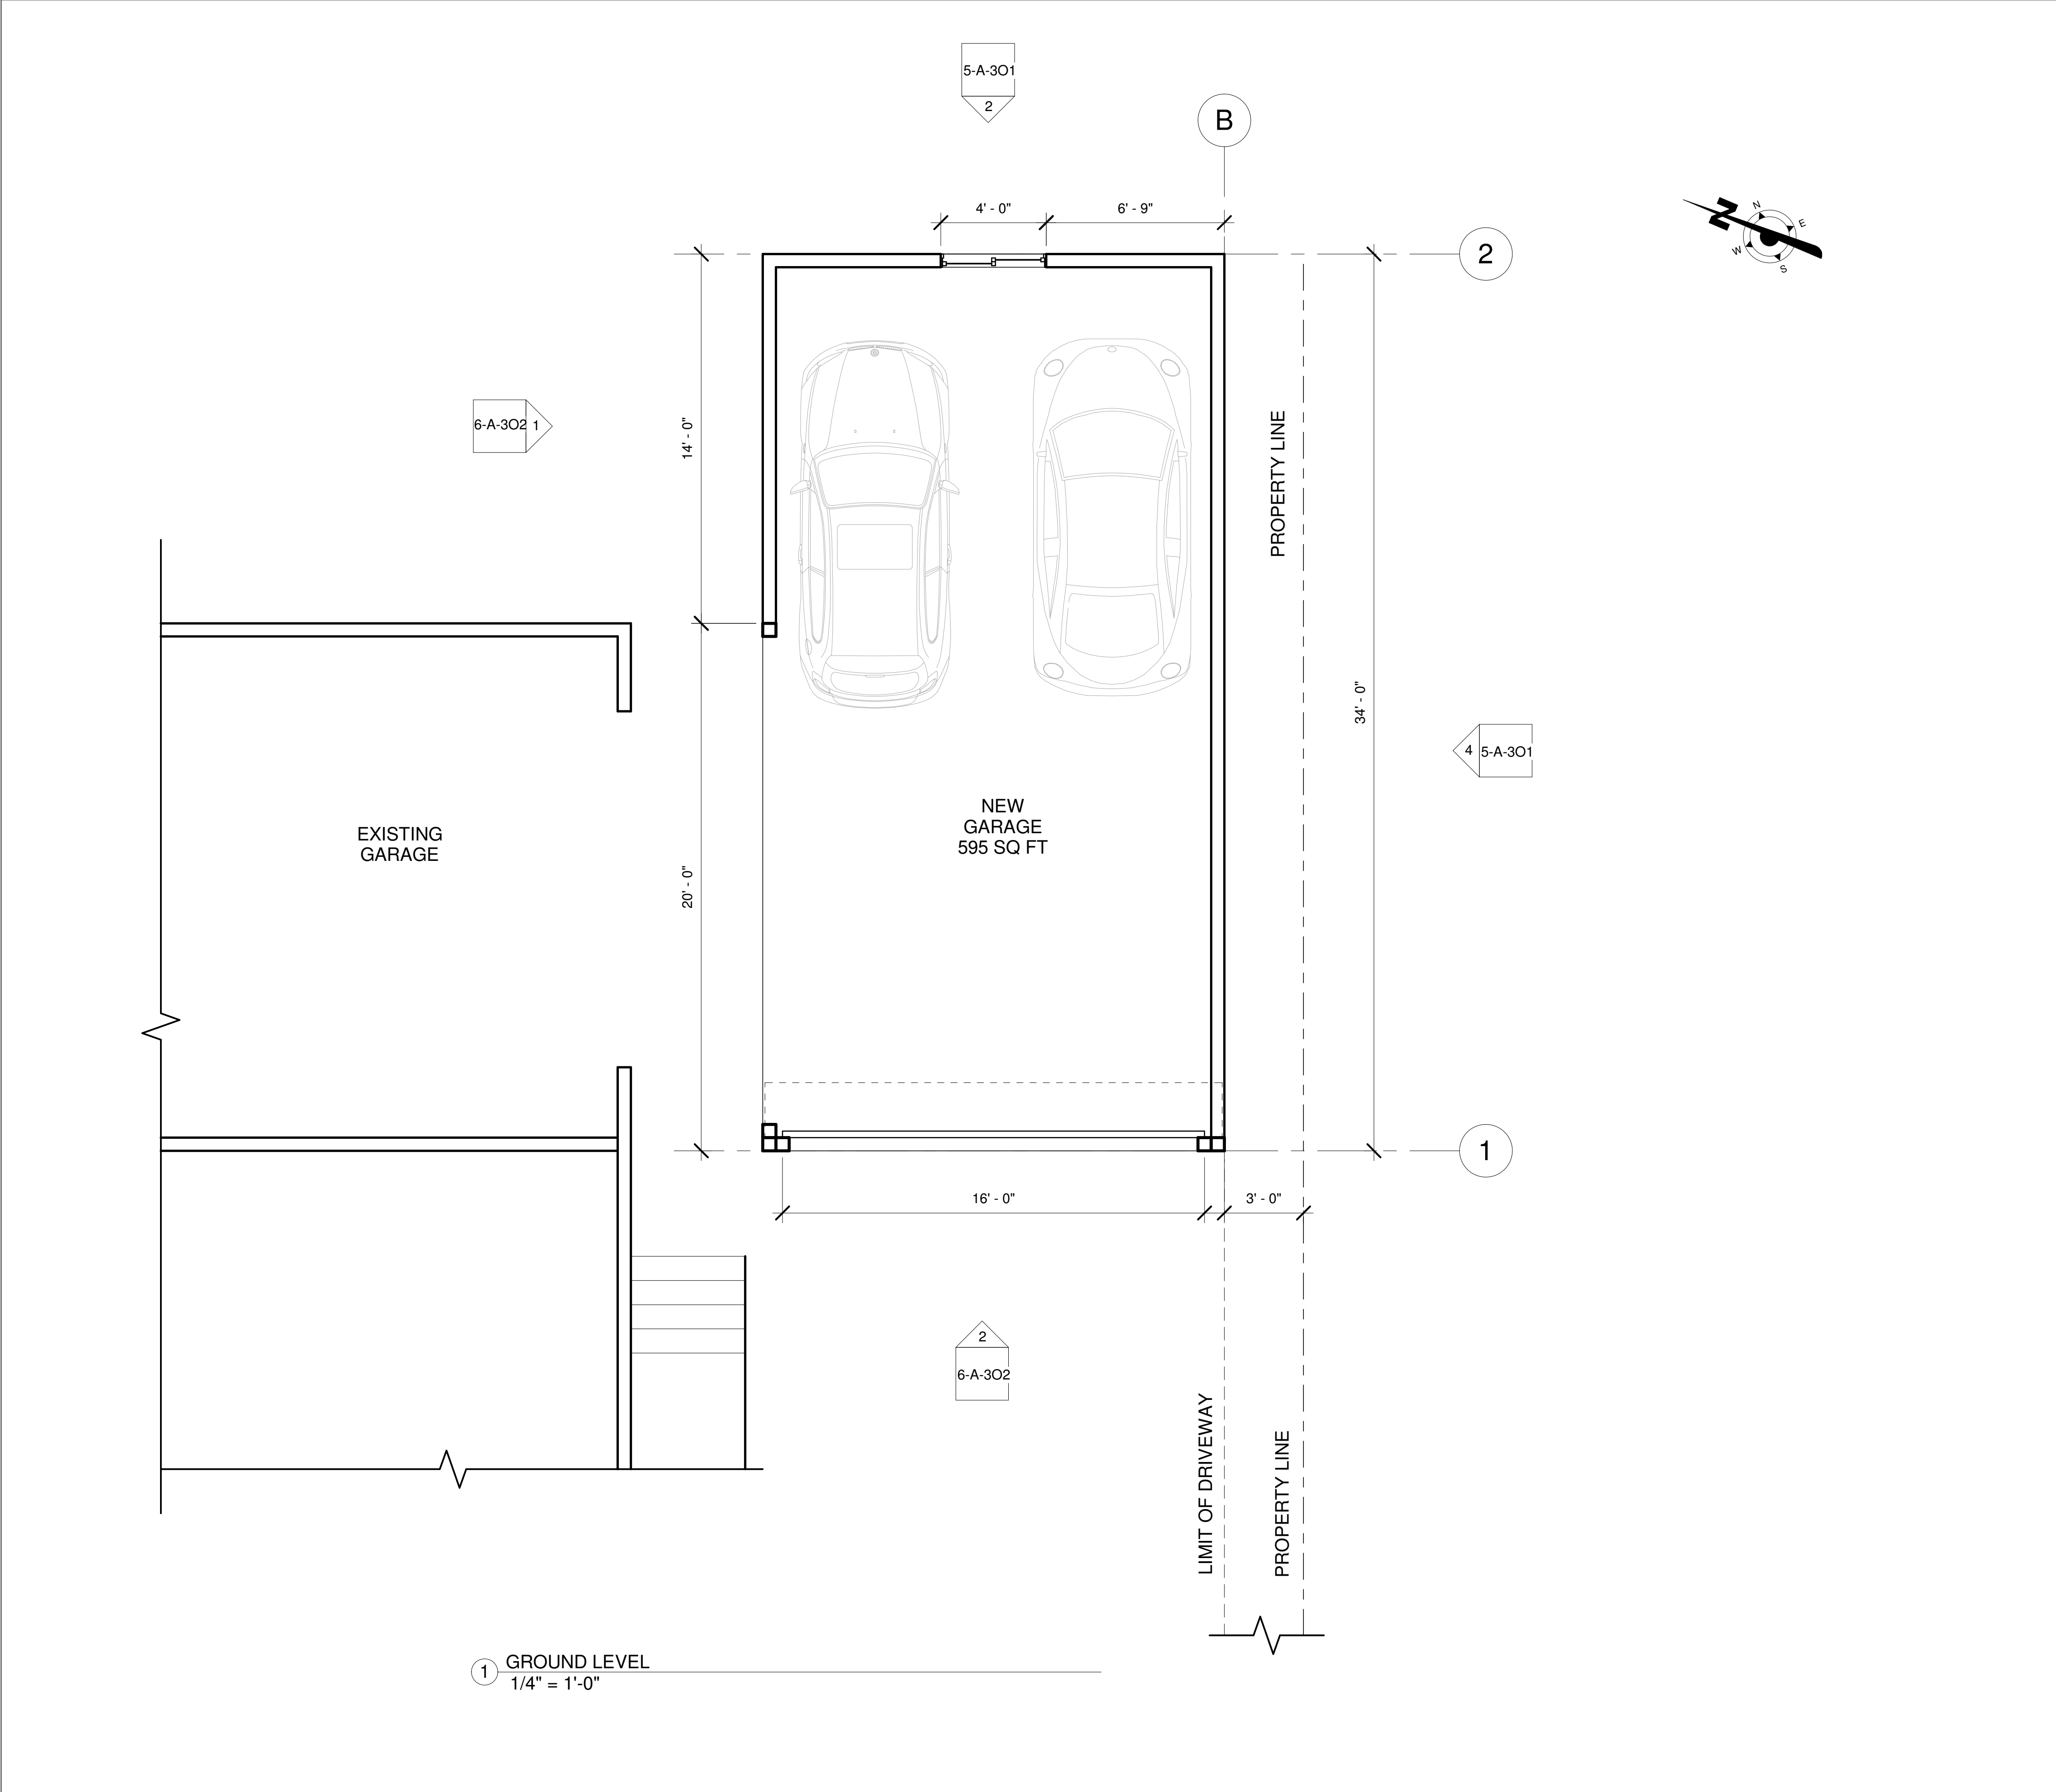 5-A-3O1
2
B
4' - 0"
6' - 9"
N
N
E
W
S
2
6-A-3O2
1
14' - 0"
PROPERTY LINE
34' - 0"
4
5-A-3O1
NEW
GARAGE
595 SQ FT
EXISTING
GARAGE
20' - 0"
1
16' - 0"
3' - 0"
2
6-A-3O2
LIMIT OF DRIVEWAY
PROPERTY LINE
1
GROUND LEVEL
1/4" = 1'-0"